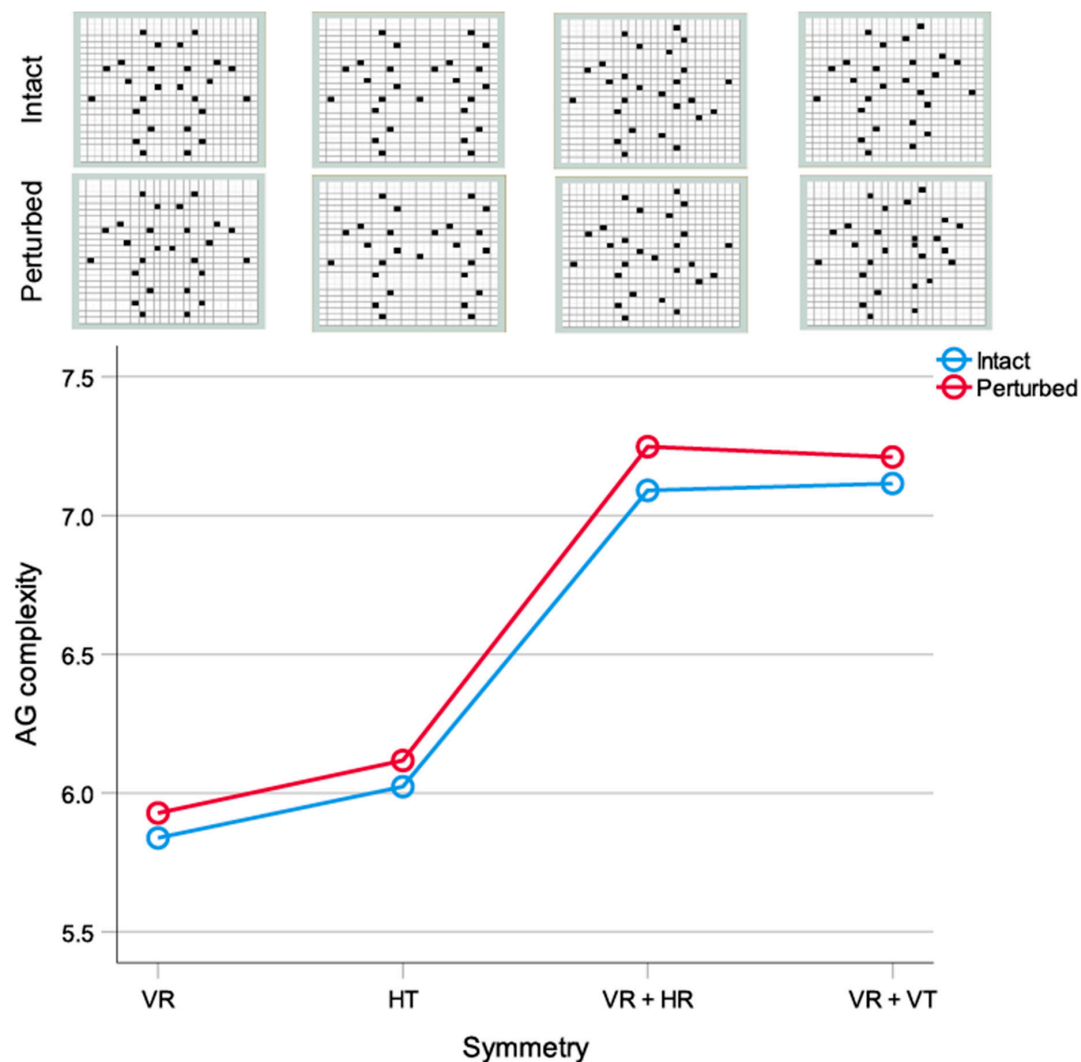 Intact
Perturbed
Intact
Perturbed
7.5
7.0
6.5
6.0
5.5
AG complexity
VR
HT
VR + HR
VR + VT
Symmetry